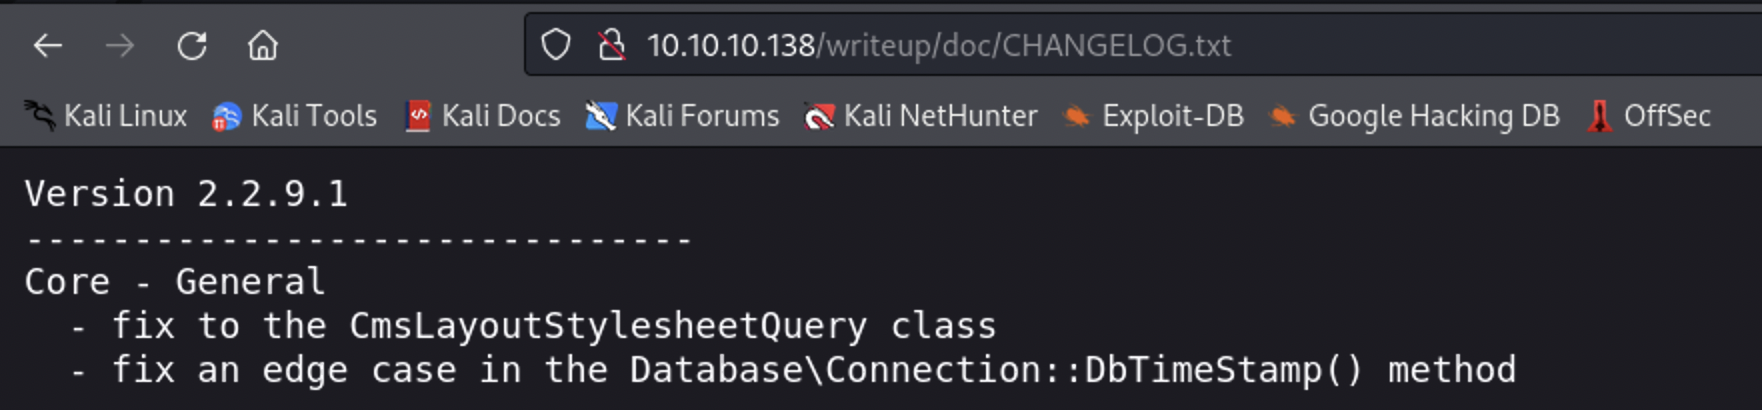 10.10.10.138/writeup/doc/CHANGELOG.txt
Kali Linux Kali Tools Kali Docs Kali Forums Kali NetHunter Exploit-DB Google Hacking DB OffSec
Version 2.2.9.1
-------------------------------
Core - General
  - fix to the CmsLayoutStylesheetQuery class
  - fix an edge case in the Database\Connection::DbTimeStamp() method